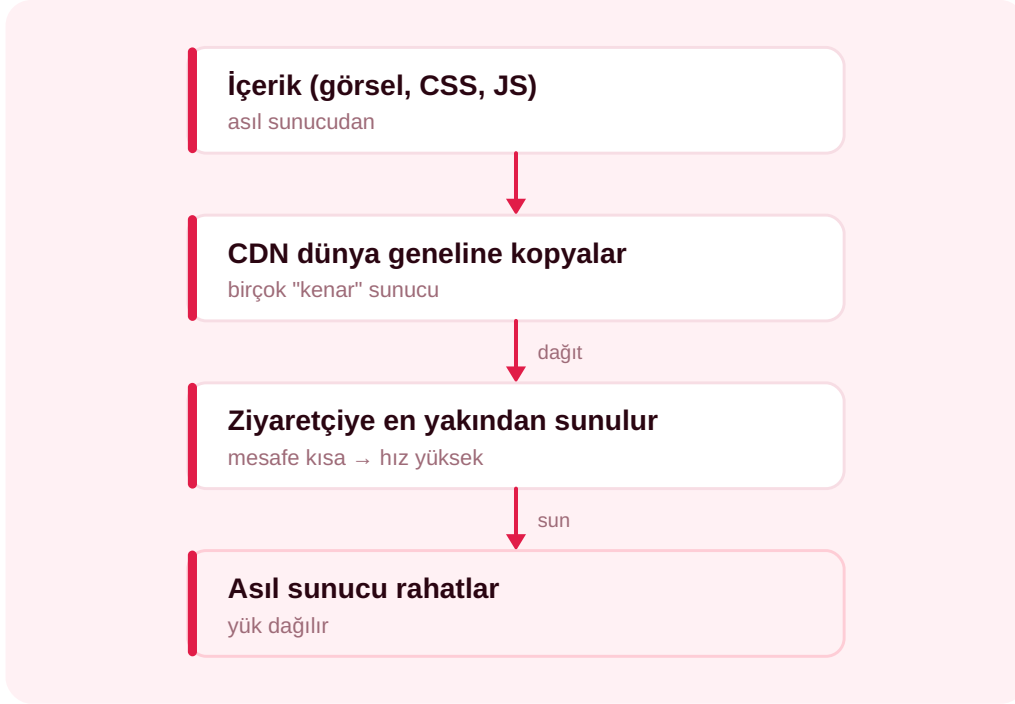 İçerik (görsel, CSS, JS)
asıl sunucudan
CDN dünya geneline kopyalar
birçok "kenar" sunucu
dağıt
Ziyaretçiye en yakından sunulur
mesafe kısa → hız yüksek
sun
Asıl sunucu rahatlar
yük dağılır